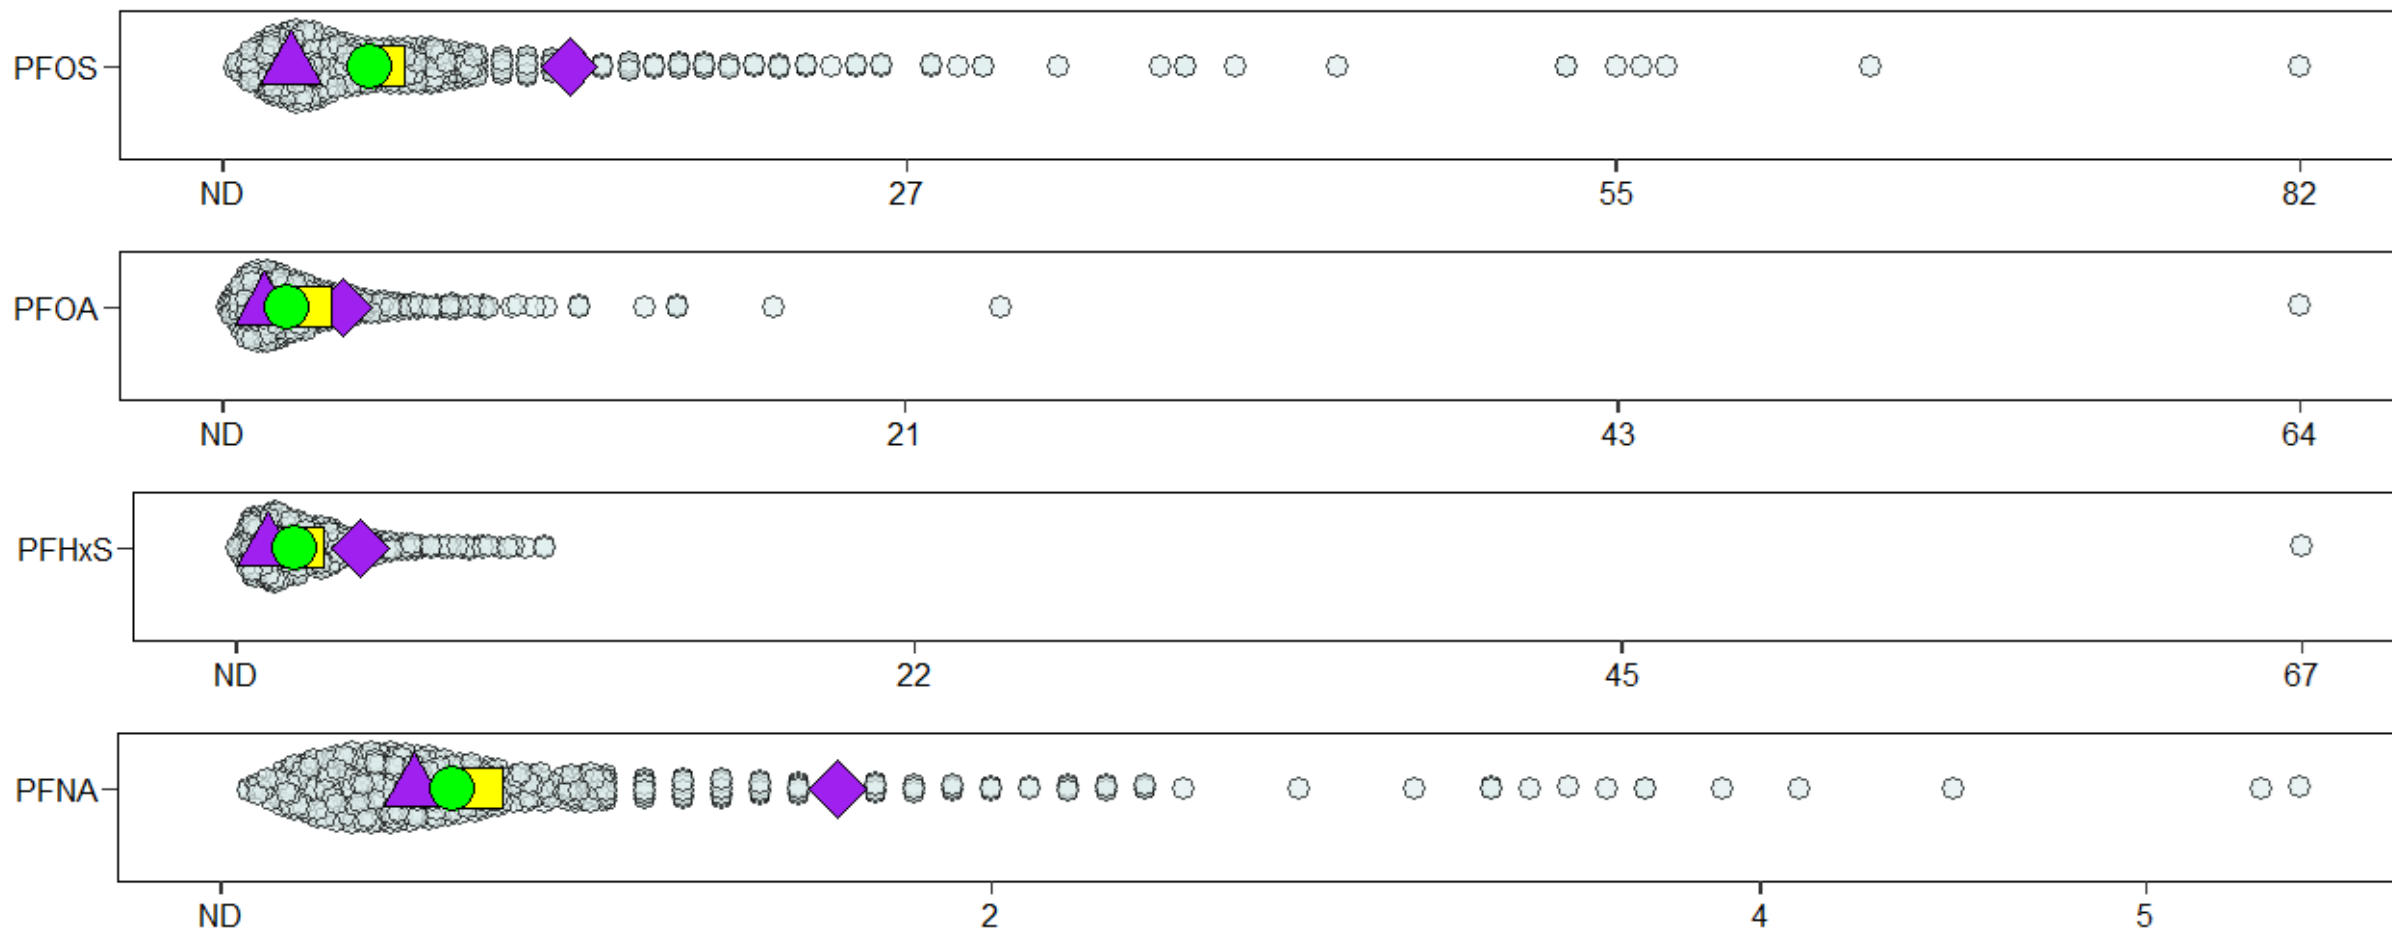 PFOS
ND 27 55 82
PFOA
ND 21 43 64
PFHxS
ND 22 45 67
PFNA
ND 2 4 5